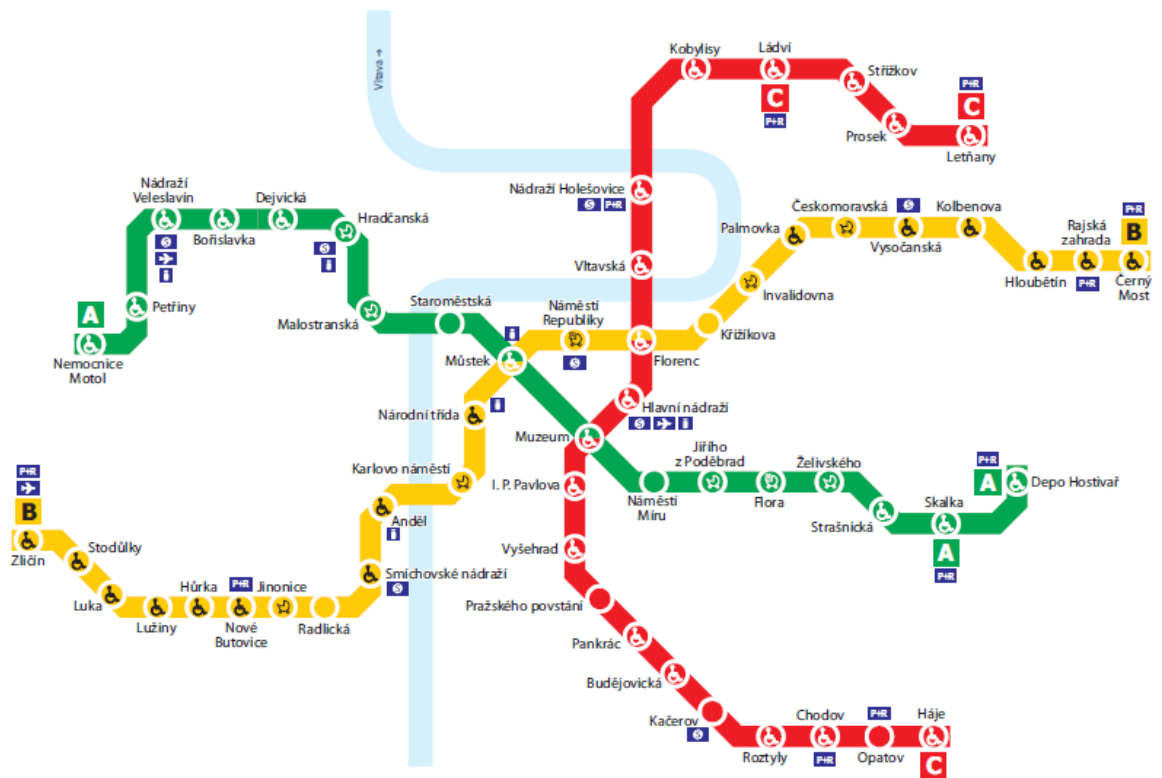 Vltava →
Kobylisy
Ládví
C
P+R
Střížkov
Prosek
P+R
C
Letňany
Nádraží Holešovice
S P+R
Vltavská
Nádraží
Veleslavín
S
Bořislavka
Dejvická
Hradčanská
S
Petřiny
A
Nemocnice
Motol
Malostranská
Staroměstská
Můstek
Náměstí
Republiky
S
Florenc
Křižíkova
Invalidovna
Palmovka
Českomoravská
S
Vysočanská
Kolbenova
Hloubětín
Rajská
zahrada
P+R
P+R
B
Černý
Most
Hlavní nádraží
S
Muzeum
Národní třída
Karlovo náměstí
Anděl
Smíchovské nádraží
S
P+R
B
Zličín
Stodůlky
Luka
Lužiny
Hůrka
P+R
Nové
Butovice
Jinonice
Radlická
I. P. Pavlova
Vyšehrad
Pražského povstání
Pankrác
Budějovická
Kačerov
S
Roztyly
Chodov
P+R
P+R
Opatov
Háje
C
Náměstí
Míru
Jiřího
z Poděbrad
Flora
Želivského
Strašnická
Skalka
A
P+R
P+R
A
Depo Hostivař